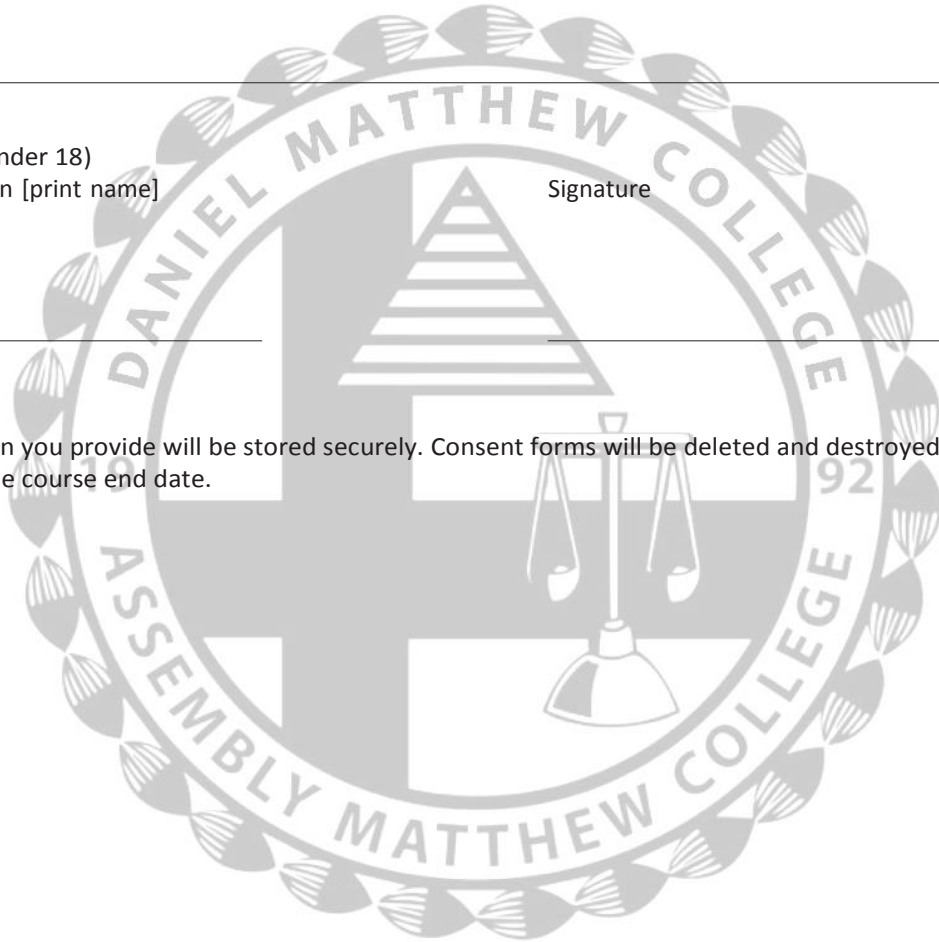 DANIEL MATTHEW COLLEGE
nder 18)
n [print name] Signature
n you provide will be stored securely. Consent forms will be deleted and destroyed
e course end date.
19 92
ASSEMBLY MATTHEW COLLEGE